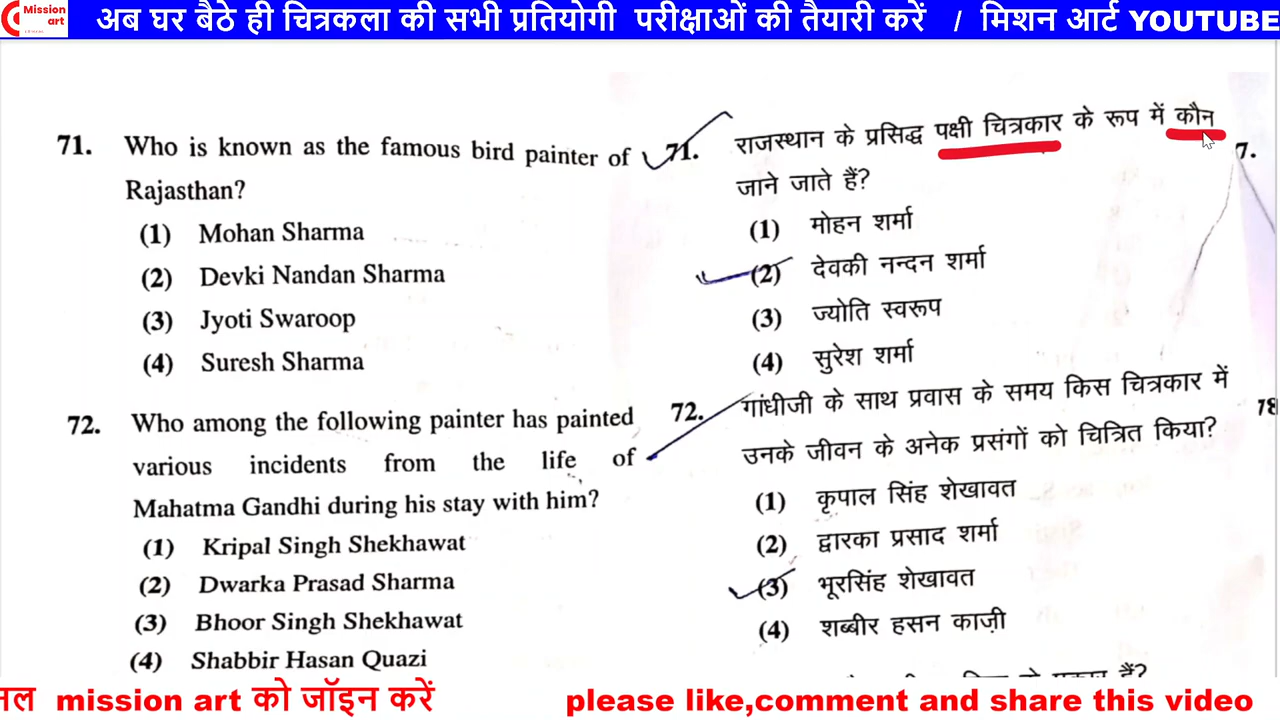 Mission
art
अब घर बैठे ही चित्रकला की सभी प्रतियोगी परीक्षाओं की तैयारी करें / मिशन आर्ट YOUTUBE
71. Who is known as the famous bird painter of
Rajasthan?
(1) Mohan Sharma
(2) Devki Nandan Sharma
(3) Jyoti Swaroop
(4) Suresh Sharma
72. Who among the following painter has painted
various incidents from the life of
Mahatma Gandhi during his stay with him?
(1) Kripal Singh Shekhawat
(2) Dwarka Prasad Sharma
(3) Bhoor Singh Shekhawat
(4) Shabbir Hasan Quazi
71. राजस्थान के प्रसिद्ध पक्षी चित्रकार के रूप में कौन
जाने जाते हैं?
(1) मोहन शर्मा
(2) देवकी नन्दन शर्मा
(3) ज्योति स्वरूप
(4) सुरेश शर्मा
72. गांधीजी के साथ प्रवास के समय किस चित्रकार में
उनके जीवन के अनेक प्रसंगों को चित्रित किया?
(1) कृपाल सिंह शेखावत
(2) द्वारका प्रसाद शर्मा
(3) भूरसिंह शेखावत
(4) शब्बीर हसन काज़ी
7.
78
नल mission art को जॉइन करें
please like,comment and share this video